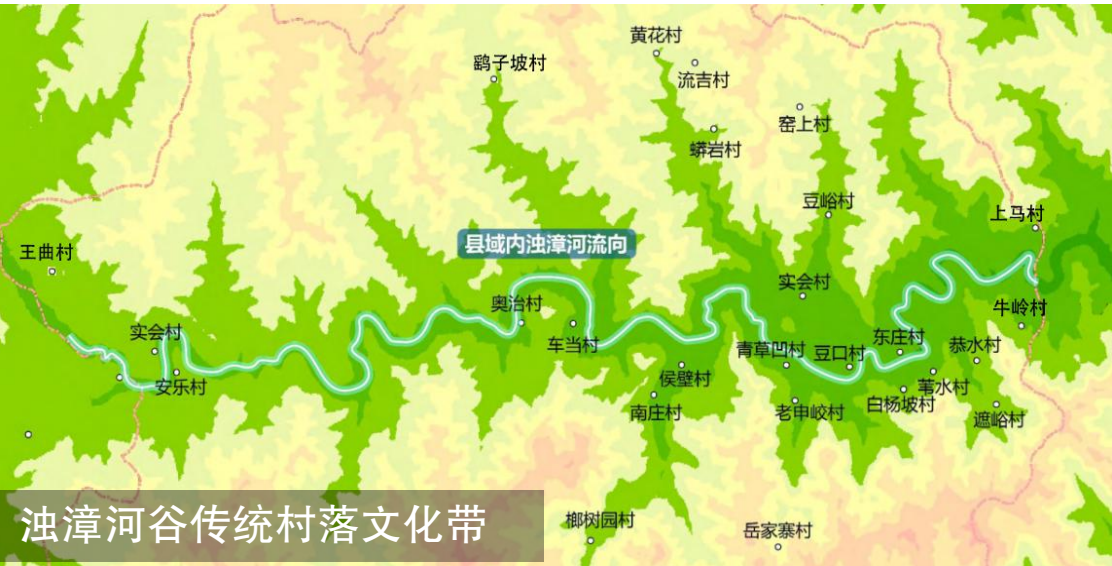 黄花村
鹞子坡村
流吉村
窑上村
蟒岩村
豆峪村
上马村
县域内浊漳河流向
王曲村
实会村
奥治村
牛岭村
实会村
东庄村
车当村
青草凹村
豆口村
恭水村
安乐村
侯壁村
苇水村
白杨坡村
南庄村
老申峧村
遮峪村
榔树园村
浊漳河谷传统村落文化带
岳家寨村